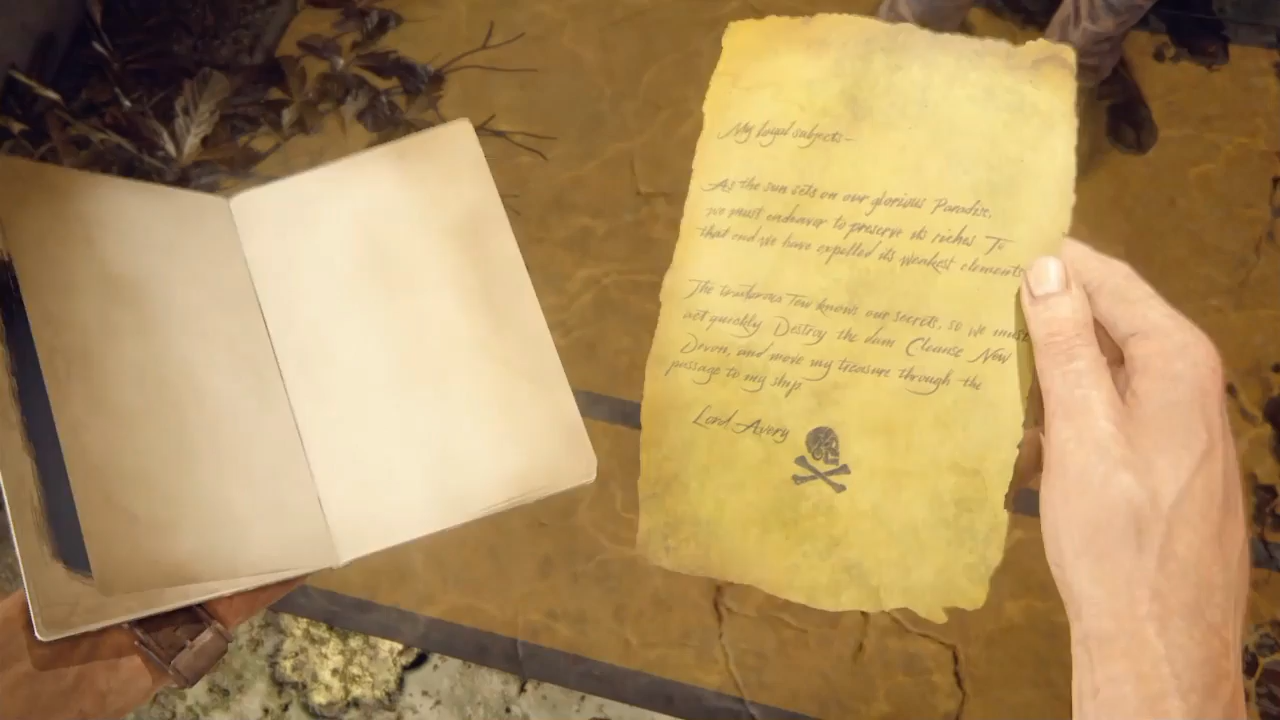 My loyal subjects-
As the sun sets on our glorious Paradise,
we must endeavor to preserve its riches To
that end we have expelled its weakest elements
The traitorous Tew knows our secrets, so we must
act quickly Destroy the dam Cleanse New
Devon, and move my treasure through the
passage to my ship
Lord Avery